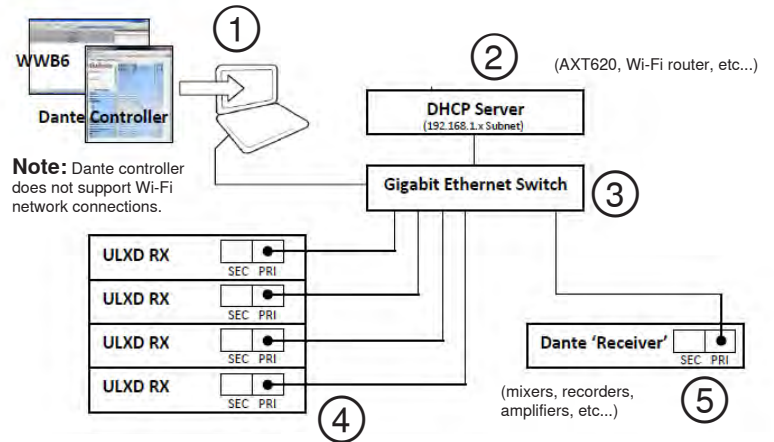 1
WWB6
Dante Controller
Note: Dante controller
does not support Wi-Fi
network connections.
2
(AXT620, Wi-Fi router, etc...)
DHCP Server
(192.168.1.x Subnet)
Gigabit Ethernet Switch
3
ULXD RX
SEC PRI
ULXD RX
SEC PRI
ULXD RX
SEC PRI
ULXD RX
SEC PRI
4
Dante 'Receiver'
SEC PRI
(mixers, recorders,
amplifiers, etc...)
5